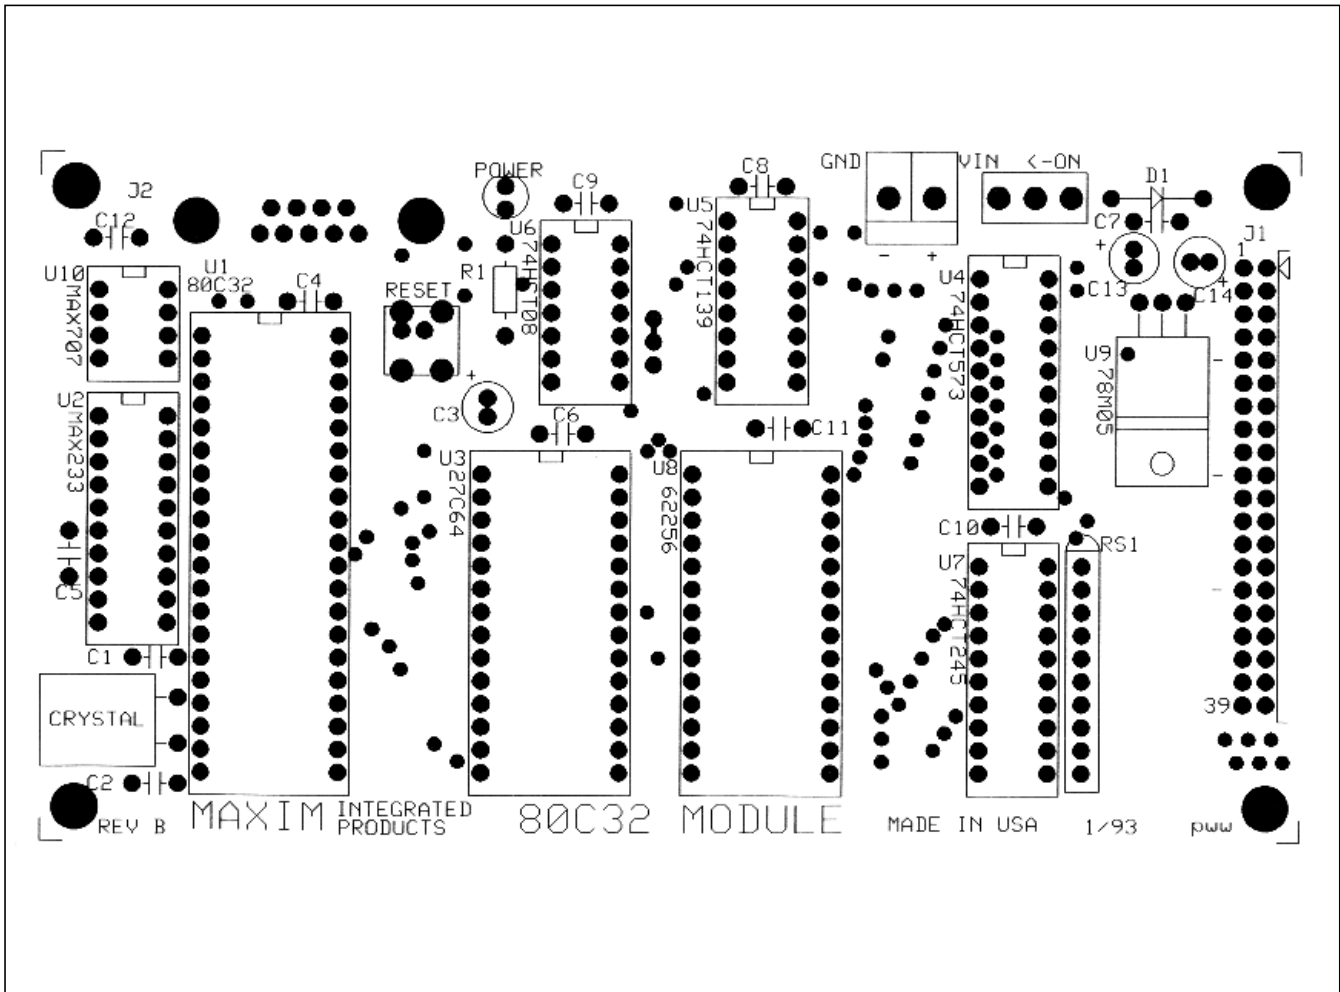 GND
VIN
<-ON
C8
POWER
D1
C9
J2
C12
U5
74HCT139
C7
+
J1
1
U6
74HCT08
- +
U1
80C32
U10
MAX707
C4
R1
RESET
U4
74HCT573
C13
C14
+
U9
78M05
U2
MAX233
C3
+
C6
C11
U3
27C64
U8
62256
C10
RS1
U7
74HCT245
C5
C1
CRYSTAL
39
C2
REV B
MAXIM INTEGRATED PRODUCTS
80C32 MODULE
MADE IN USA
1/93
pww